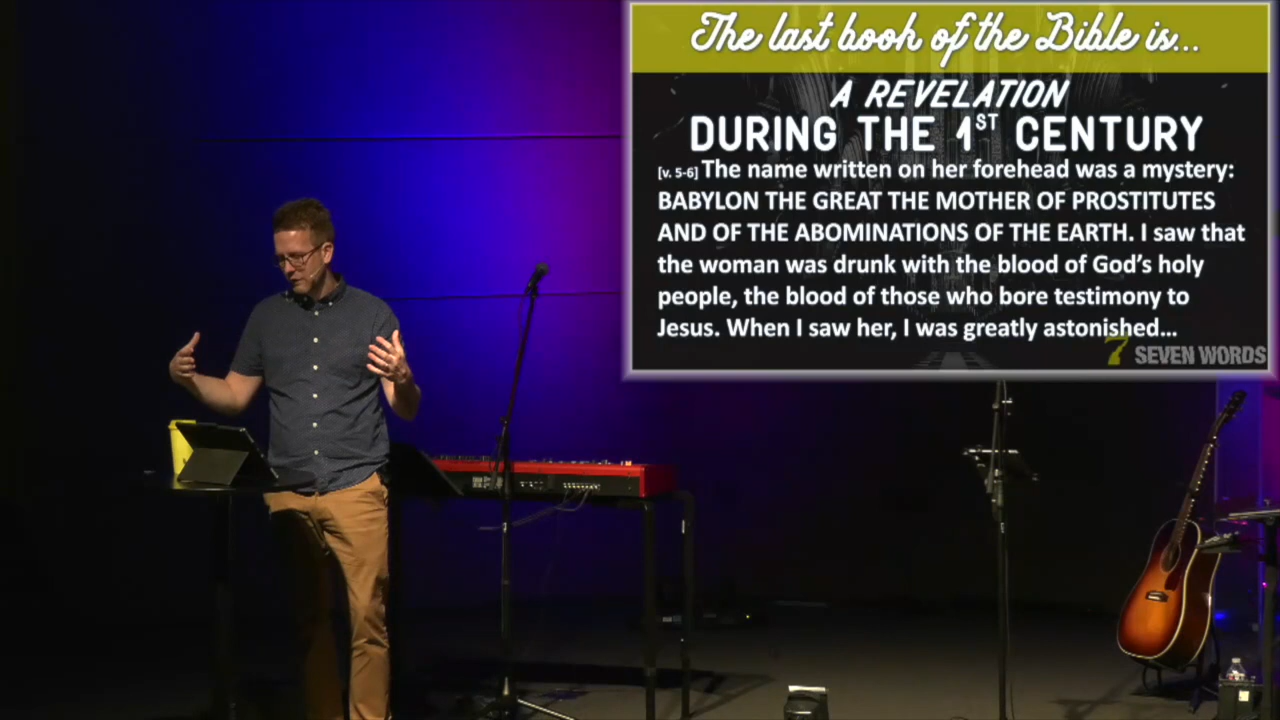 The last book of the Bible is...
A REVELATION
DURING THE 1ST CENTURY
[v. 5-6] The name written on her forehead was a mystery:
BABYLON THE GREAT THE MOTHER OF PROSTITUTES
AND OF THE ABOMINATIONS OF THE EARTH. I saw that
the woman was drunk with the blood of God’s holy
people, the blood of those who bore testimony to
Jesus. When I saw her, I was greatly astonished...
7 SEVEN WORDS